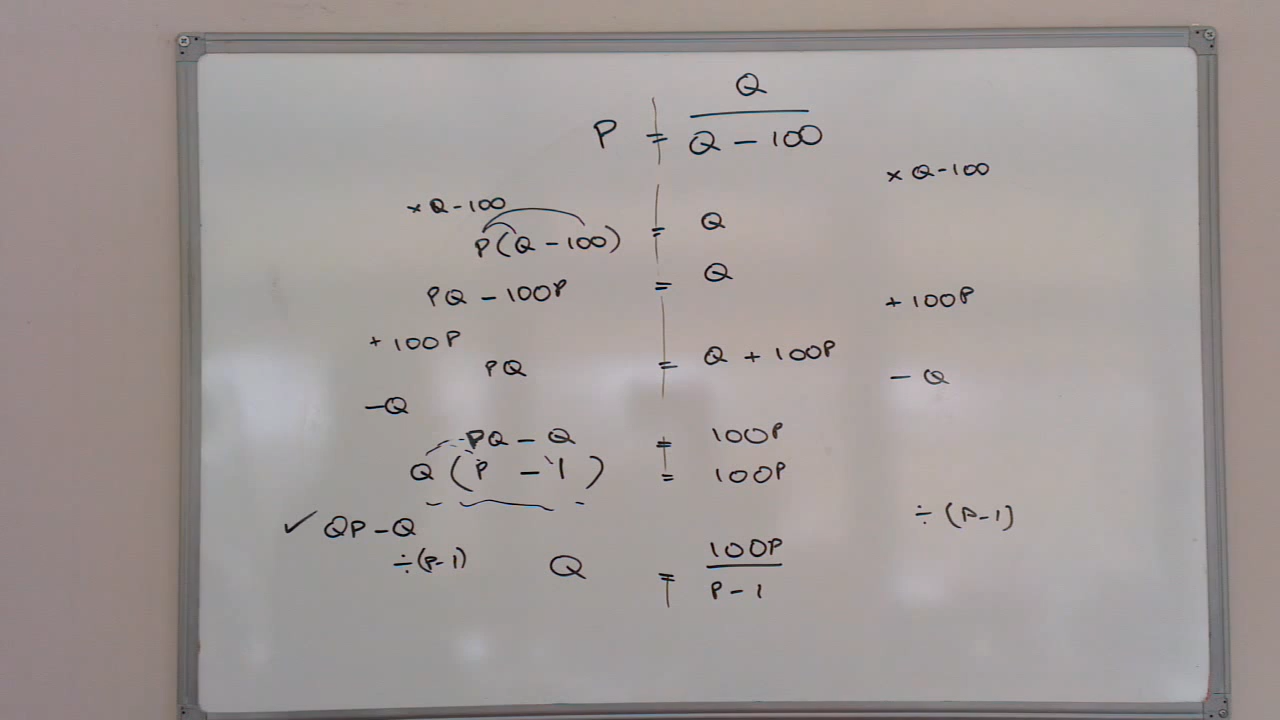 P = Q / (Q - 100)
× Q - 100
× Q - 100
P(Q - 100) = Q
PQ - 100P = Q
+ 100P
+ 100P
PQ = Q + 100P
- Q
- Q
PQ - Q = 100P
Q(P - 1) = 100P
✓ QP - Q
÷ (P - 1)
÷ (P - 1)
Q = 100P / (P - 1)